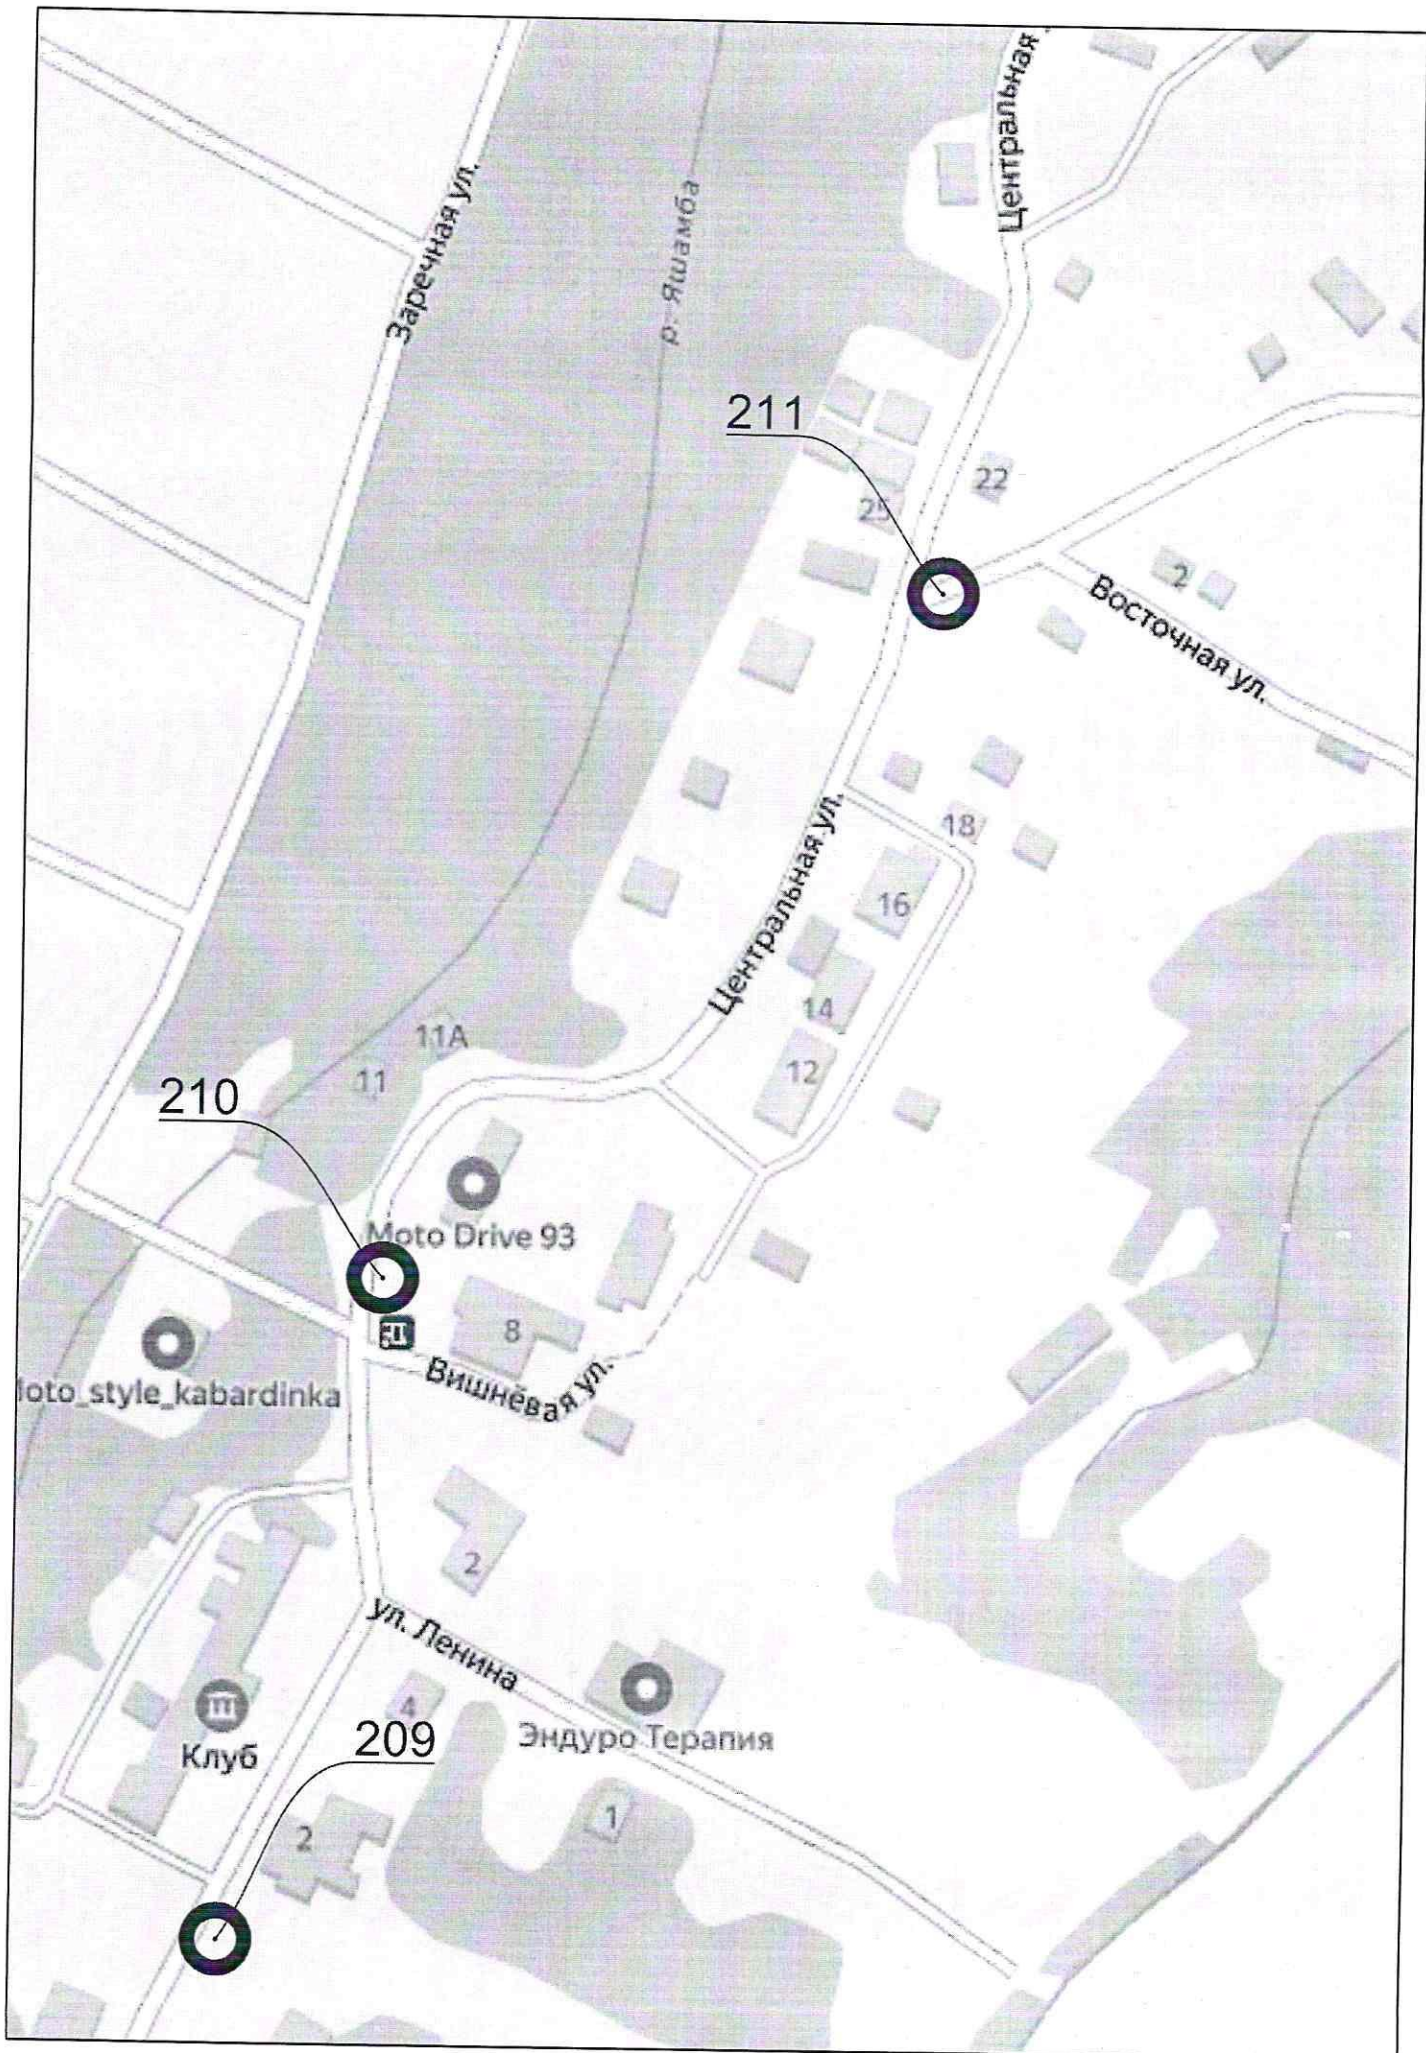 Центральная
Заречная ул.
р. Яшамба
211
22
25
2
Восточная ул.
Центральная ул.
18
16
14
12
11А
11
210
Moto Drive 93
8
Вишнёвая ул.
loto_style_kabardinka
2
ул. Ленина
4
Эндуро Терапия
Клуб
209
1
2